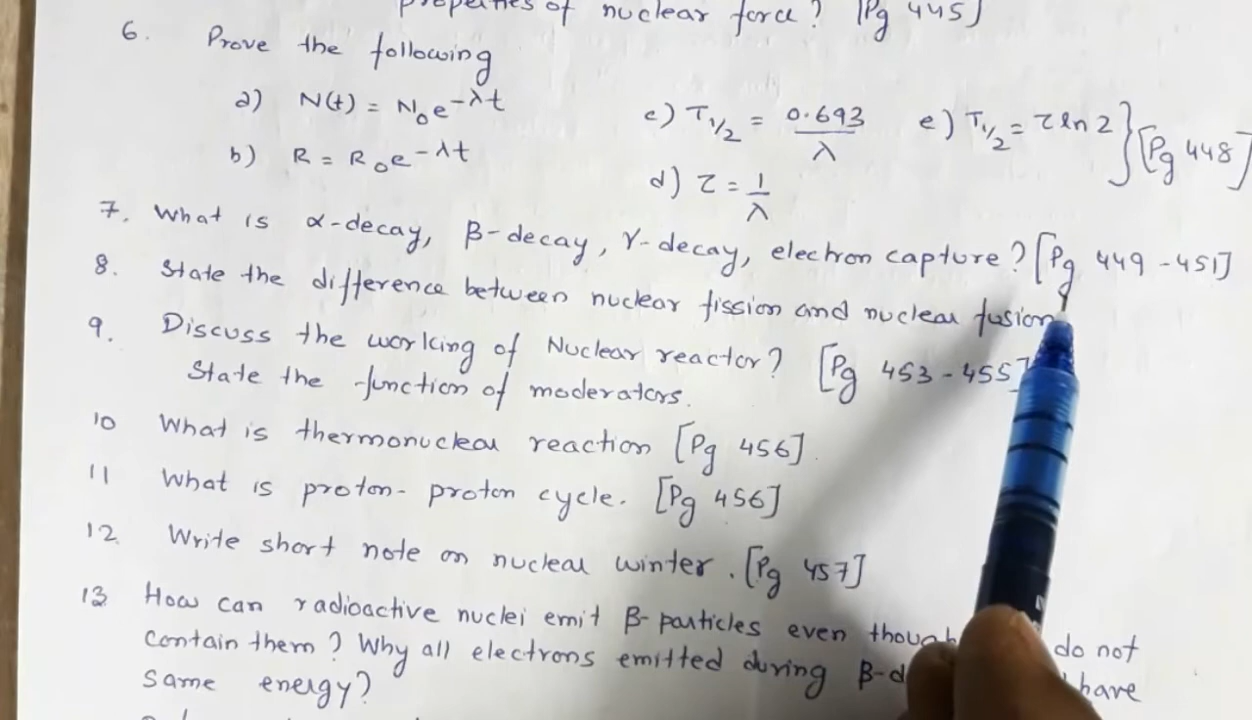 properties of nuclear force? [Pg 445]
6. Prove the following
a) N(t) = N₀e^-λt
c) T½ = 0.693/λ
e) T½ = τ ln 2 } [Pg 448]
b) R = R₀e^-λt
d) τ = 1/λ
7. What is α-decay, β-decay, γ-decay, electron capture? [Pg 449-451]
8. State the difference between nuclear fission and nuclear fusion
9. Discuss the working of Nuclear reactor? [Pg 453-455]
State the function of moderators.
10 What is thermonuclear reaction [Pg 456].
11 What is proton-proton cycle. [Pg 456]
12 Write short note on nuclear winter. [Pg 457]
13 How can radioactive nuclei emit β-particles even do not
contain them? Why all electrons emitted during have
same energy?